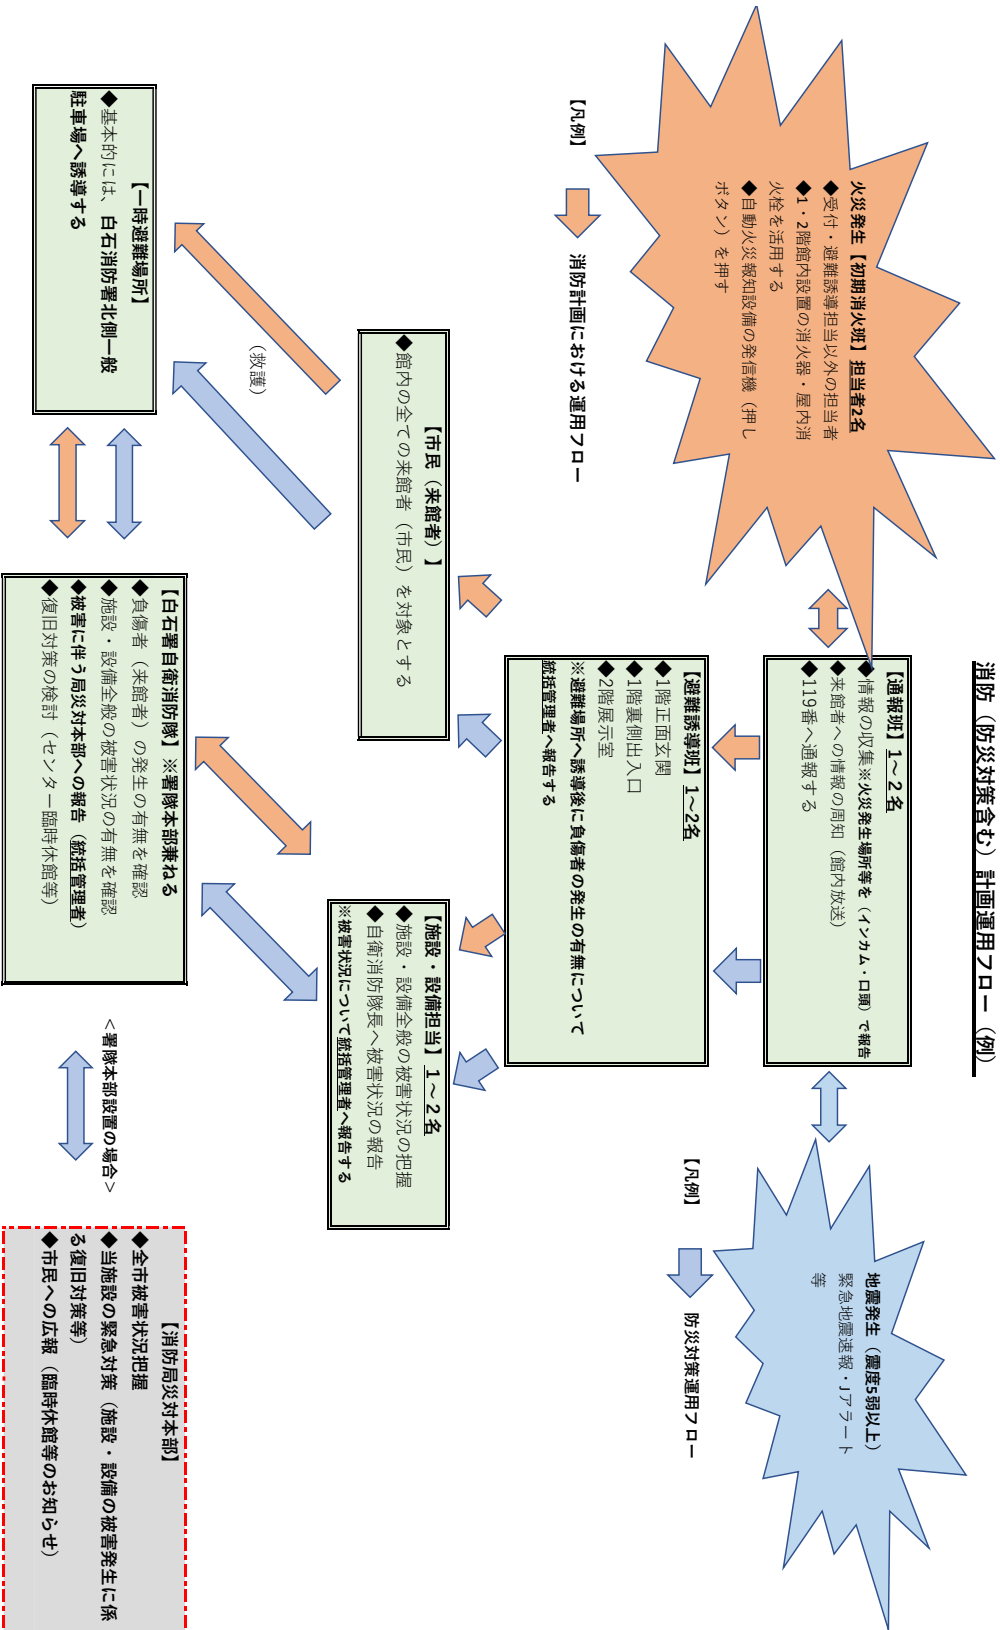 消防（防災対策含む）計画運用フロー（例）
火災発生【初期消火班】担当者2名
◆受付・避難誘導担当以外の担当者
◆1・2階館内設置の消火器・屋内消
火栓を活用する
◆自動火災報知設備の発信機（押し
ボタン）を押す
【通報班】1～2名
◆情報の収集※火災発生場所等を（インカム・口頭）で報告
◆来館者への情報の周知（館内放送）
◆119番へ通報する
地震発生（震度5弱以上）
緊急地震速報・Jアラート
等
【凡例】
消防計画における運用フロー
【避難誘導班】1～2名
◆1階正面玄関
◆1階裏側出入口
◆2階展示室
※避難場所へ誘導後に負傷者の発生の有無について
統括管理者へ報告する
【凡例】
防災対策運用フロー
【市民（来館者）】
◆館内の全ての来館者（市民）を対象とする
【施設・設備担当】1～2名
◆施設・設備全般の被害状況の把握
◆自衛消防隊長へ被害状況の報告
※被害状況について統括管理者へ報告する
（救護）
【一時避難場所】
◆基本的には、白石消防署北側一般
駐車場へ誘導する
【白石署自衛消防隊】※署隊本部兼ねる
◆負傷者（来館者）の発生の有無を確認
◆施設・設備全般の被害状況の有無を確認
◆被害に伴う局災対本部への報告（統括管理者）
◆復旧対策の検討（センター臨時休館等）
＜署隊本部設置の場合＞
【消防局災対本部】
◆全市被害状況把握
◆当施設の緊急対策（施設・設備の被害発生に係
る復旧対策等）
◆市民への広報（臨時休館等のお知らせ）